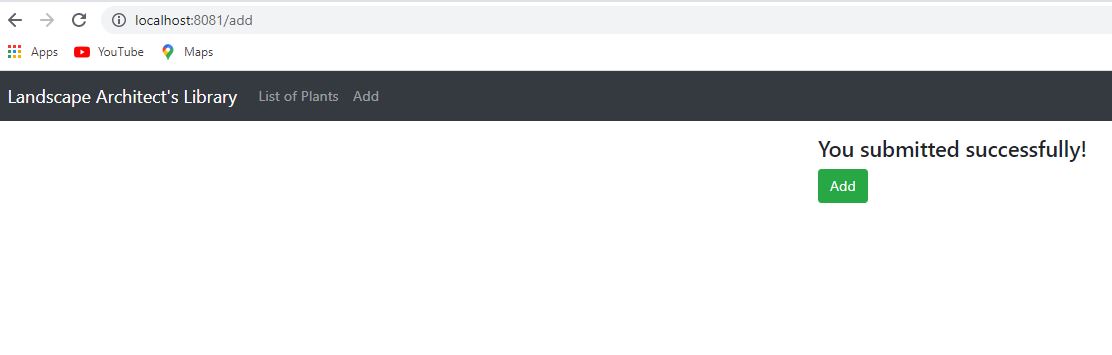 localhost:8081/add
Apps YouTube Maps
Landscape Architect's Library List of Plants Add
You submitted successfully!
Add